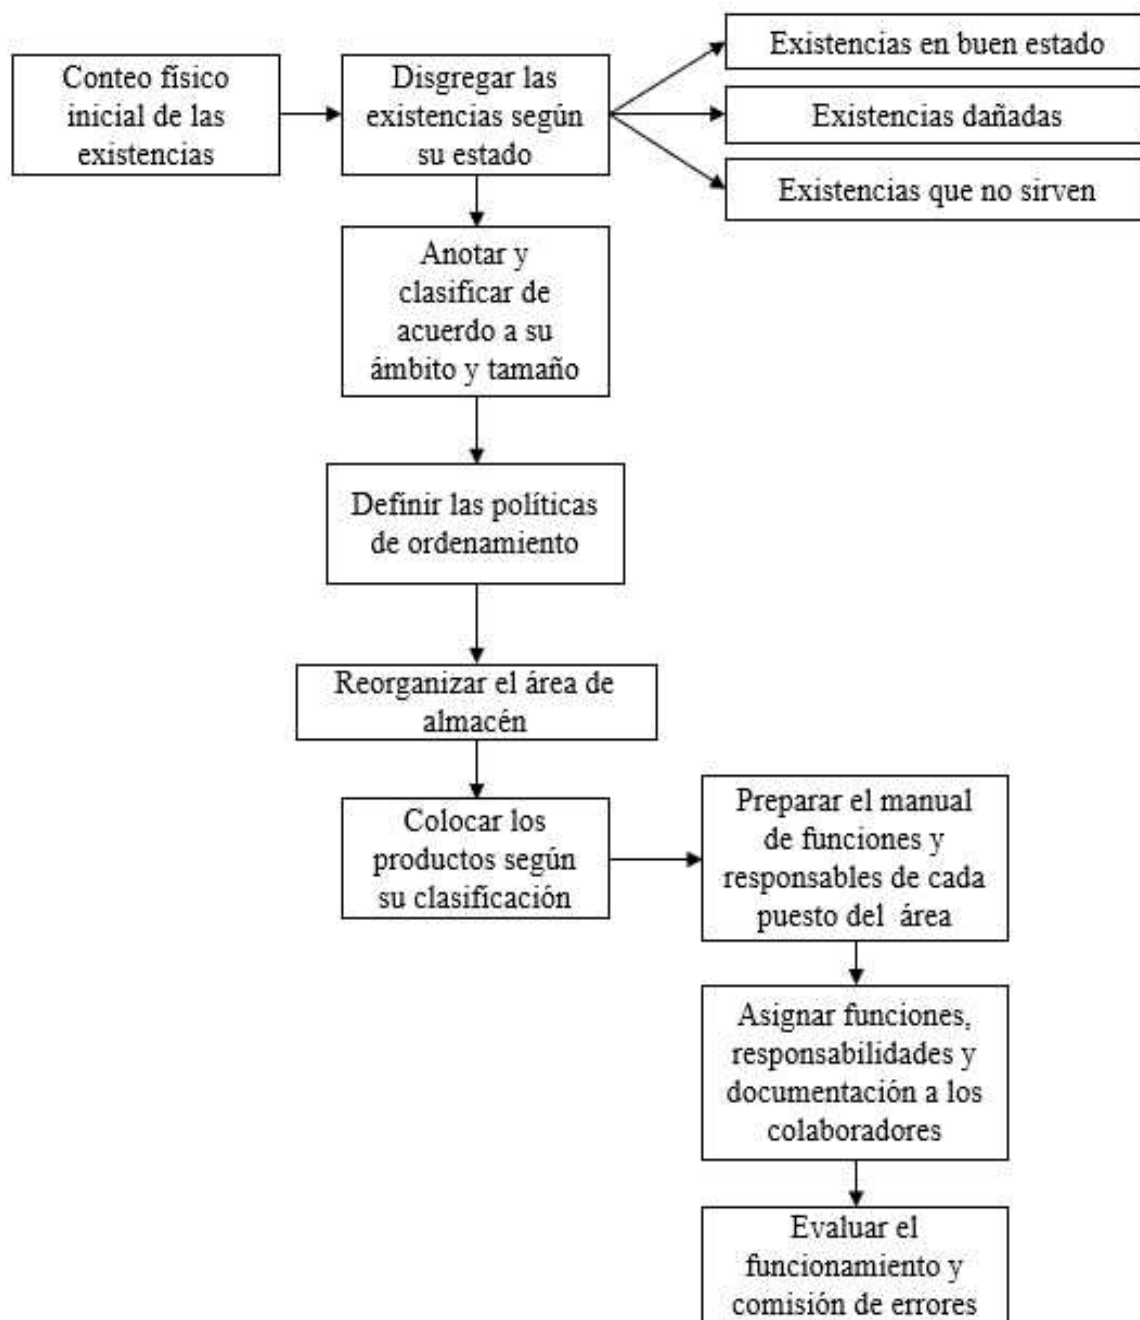 Conteo físico
inicial de las
existencias
Disgregar las
existencias según
su estado
Existencias en buen estado
Existencias dañadas
Existencias que no sirven
Anotar y
clasificar de
acuerdo a su
ámbito y tamaño
Definir las políticas
de ordenamiento
Reorganizar el área de
almacén
Colocar los
productos según
su clasificación
Preparar el manual
de funciones y
responsables de cada
puesto del área
Asignar funciones,
responsabilidades y
documentación a los
colaboradores
Evaluar el
funcionamiento y
comisión de errores